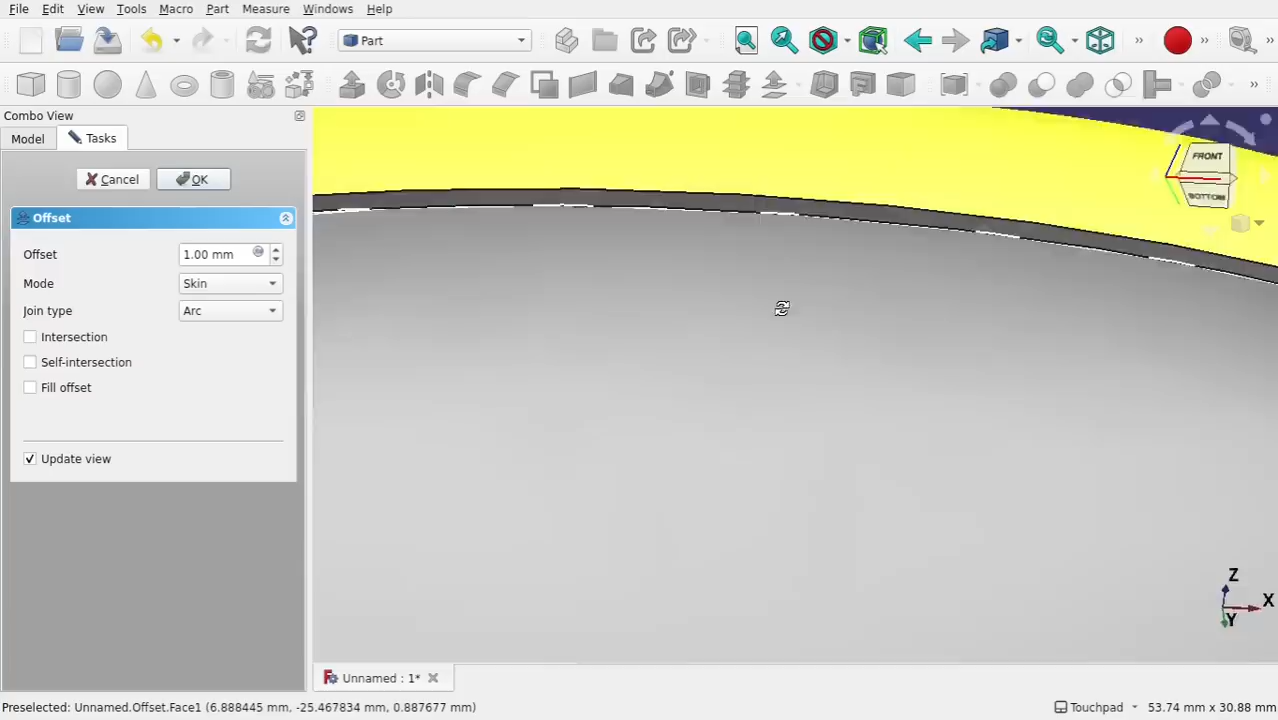 File Edit View Tools Macro Part Measure Windows Help
Part
Combo View
Model Tasks
Cancel OK
Offset
Offset 1.00 mm
Mode Skin
Join type Arc
Intersection
Self-intersection
Fill offset
Update view
FRONT
BOTTOM
Z
X
Y
Unnamed : 1*
Preselected: Unnamed.Offset.Face1 (6.888445 mm, -25.467834 mm, 0.887677 mm) Touchpad 53.74 mm x 30.88 mm